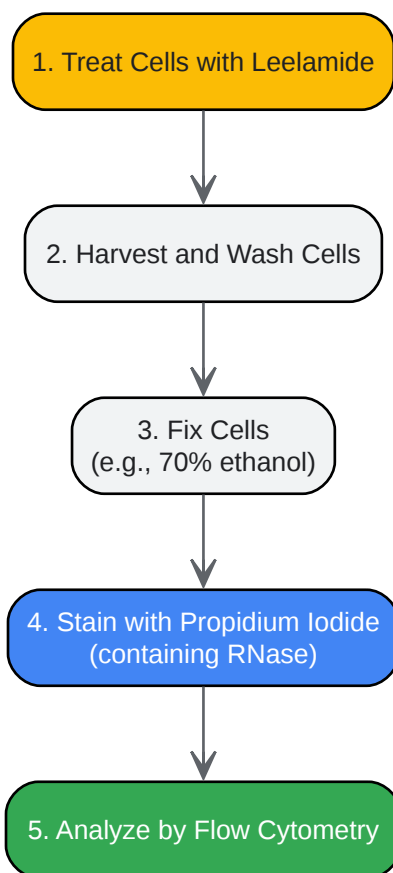 1. Treat Cells with Leelamide
2. Harvest and Wash Cells
3. Fix Cells
(e.g., 70% ethanol)
4. Stain with Propidium Iodide
(containing RNase)
5. Analyze by Flow Cytometry